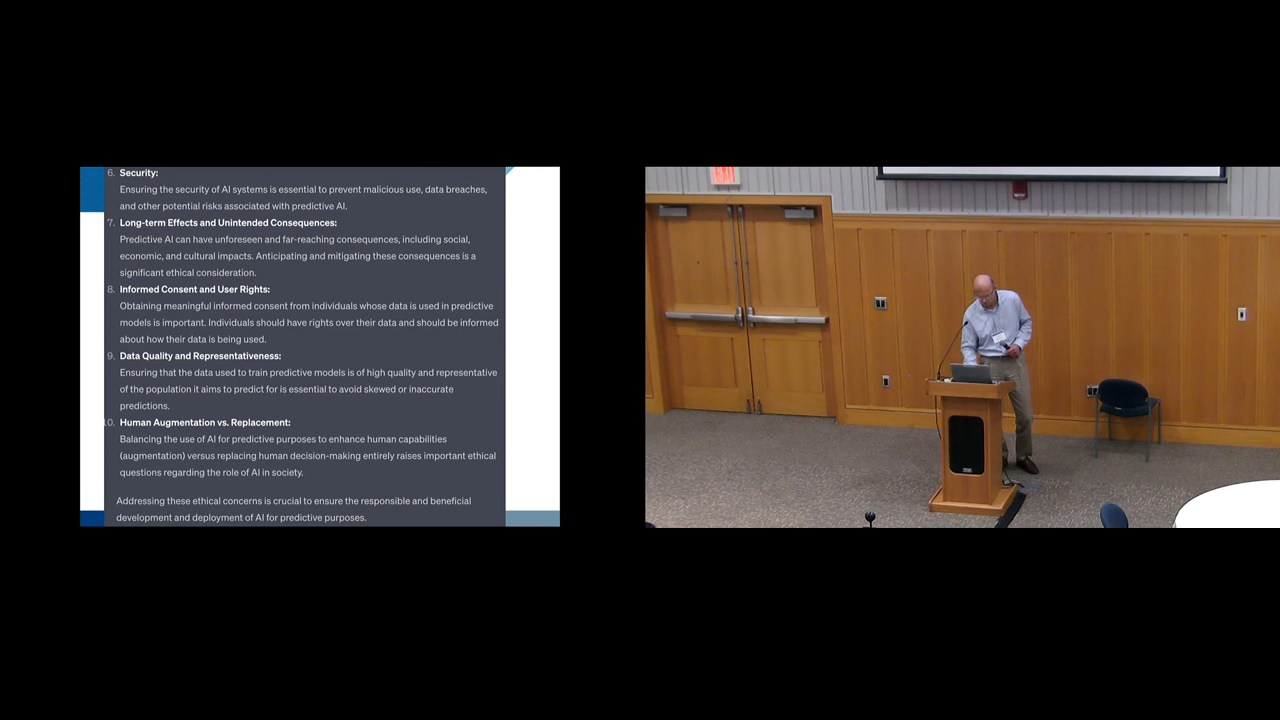 6. Security:
Ensuring the security of AI systems is essential to prevent malicious use, data breaches,
and other potential risks associated with predictive AI.
7. Long-term Effects and Unintended Consequences:
Predictive AI can have unforeseen and far-reaching consequences, including social,
economic, and cultural impacts. Anticipating and mitigating these consequences is a
significant ethical consideration.
8. Informed Consent and User Rights:
Obtaining meaningful informed consent from individuals whose data is used in predictive
models is important. Individuals should have rights over their data and should be informed
about how their data is being used.
9. Data Quality and Representativeness:
Ensuring that the data used to train predictive models is of high quality and representative
of the population it aims to predict for is essential to avoid skewed or inaccurate
predictions.
10. Human Augmentation vs. Replacement:
Balancing the use of AI for predictive purposes to enhance human capabilities
(augmentation) versus replacing human decision-making entirely raises important ethical
questions regarding the role of AI in society.
Addressing these ethical concerns is crucial to ensure the responsible and beneficial
development and deployment of AI for predictive purposes.